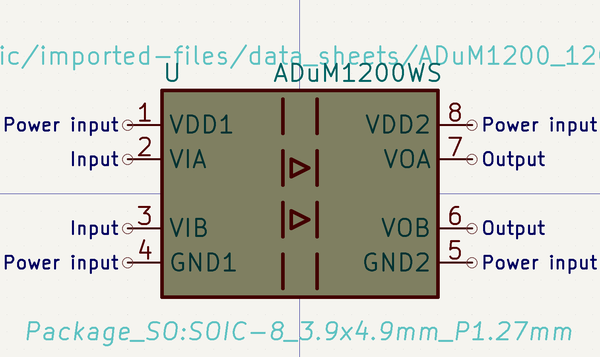 ic/imported-files/data_sheets/ADuM1200_120
U ADuM1200WS
Power input 1 VDD1 VDD2 8 Power input
Input 2 VIA VOA 7 Output
Input 3 VIB VOB 6 Output
Power input 4 GND1 GND2 5 Power input
Package_SO:SOIC-8_3.9x4.9mm_P1.27mm